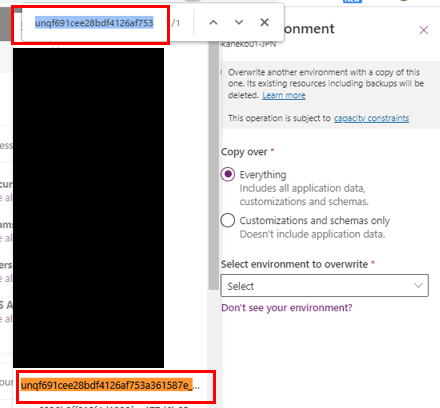 unqf691cee28bdf4126af753
/1
vironment
kaneko01-JPN
Overwrite another environment with a copy of this
one. Its existing resources including backups will be
deleted. Learn more
This operation is subject to capacity constraints
Copy over *
Everything
Includes all application data,
customizations and schemas.
Customizations and schemas only
Doesn't include application data.
Select environment to overwrite *
Select
Don't see your environment?
unqf691cee28bdf4126af753a361587e_...